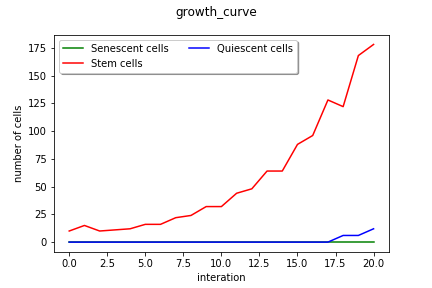 growth_curve
Senescent cells
Quiescent cells
Stem cells
number of cells
175
150
125
100
75
50
25
0
0.0 2.5 5.0 7.5 10.0 12.5 15.0 17.5 20.0
interation